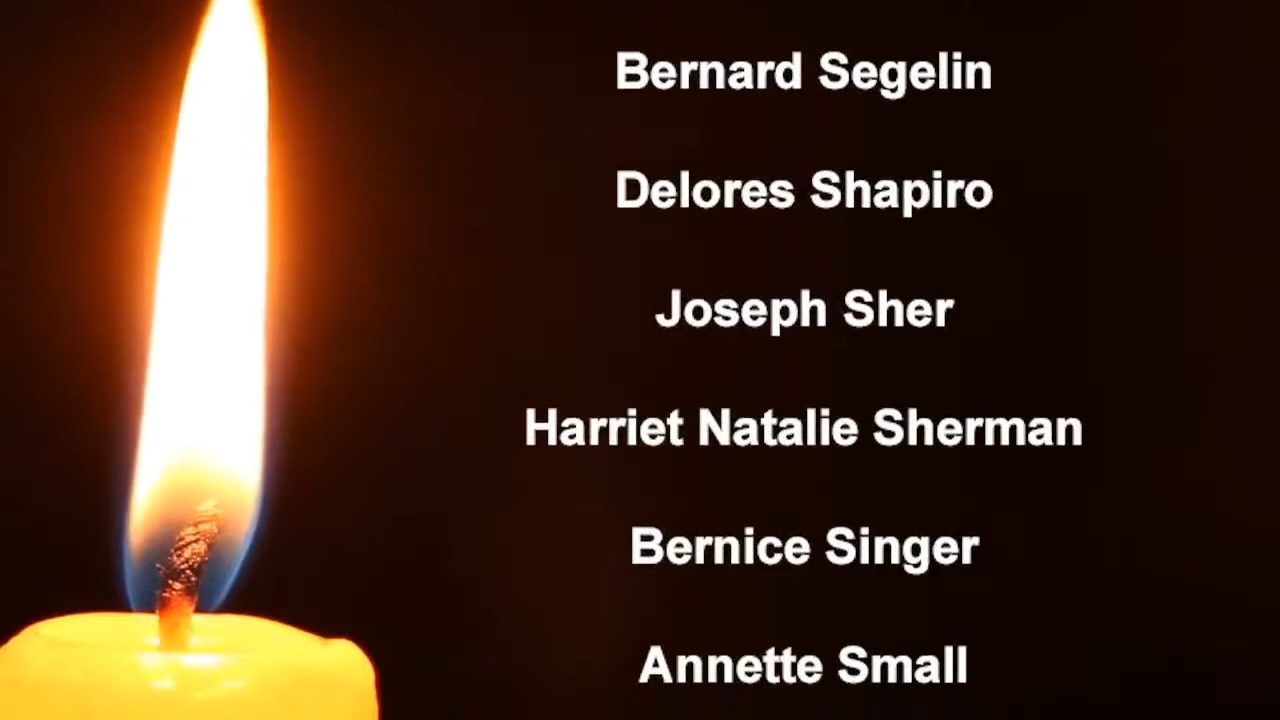 Bernard Segelin
Delores Shapiro
Joseph Sher
Harriet Natalie Sherman
Bernice Singer
Annette Small